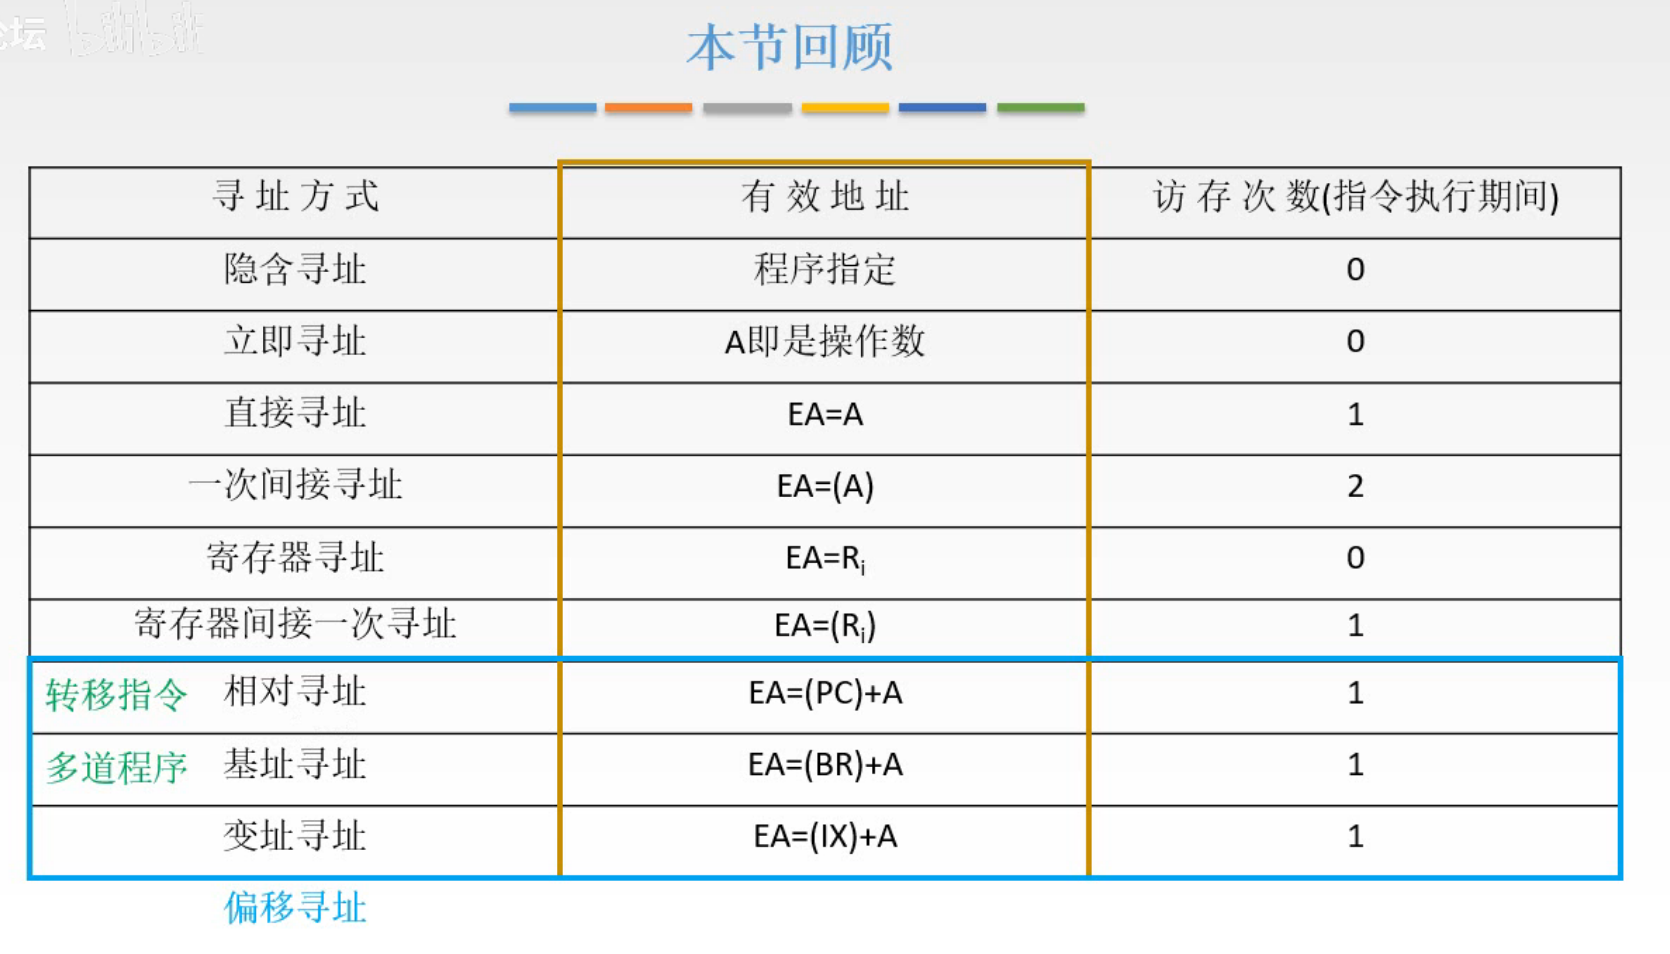 坛 bilibili
本节回顾
寻址方式 有效地址 访存次数(指令执行期间)
隐含寻址 程序指定 0
立即寻址 A即是操作数 0
直接寻址 EA=A 1
一次间接寻址 EA=(A) 2
寄存器寻址 EA=Rᵢ 0
寄存器间接一次寻址 EA=(Rᵢ) 1
转移指令 相对寻址 EA=(PC)+A 1
多道程序 基址寻址 EA=(BR)+A 1
变址寻址 EA=(IX)+A 1
偏移寻址